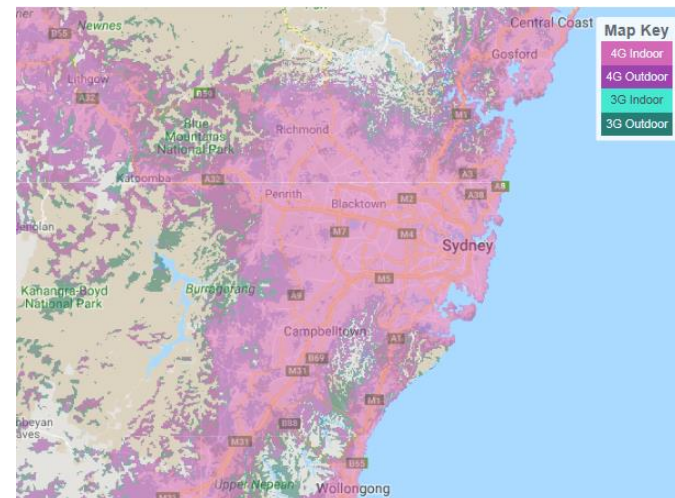 Newnes
Central Coast
Map Key
B55
Gosford
4G Indoor
Lithgow
4G Outdoor
A32
B59
3G Indoor
M1
3G Outdoor
Blue
Mountains
National Park
Richmond
Katoomba
A32
A3
A8
Penrith
A38
Blacktown
M2
M7
M4
Sydney
M5
Kanangra-Boyd
National Park
Burragorang
A9
Campbelltown
A1
B69
M31
M1
B88
M31
B65
Upper Nepean
Wollongong